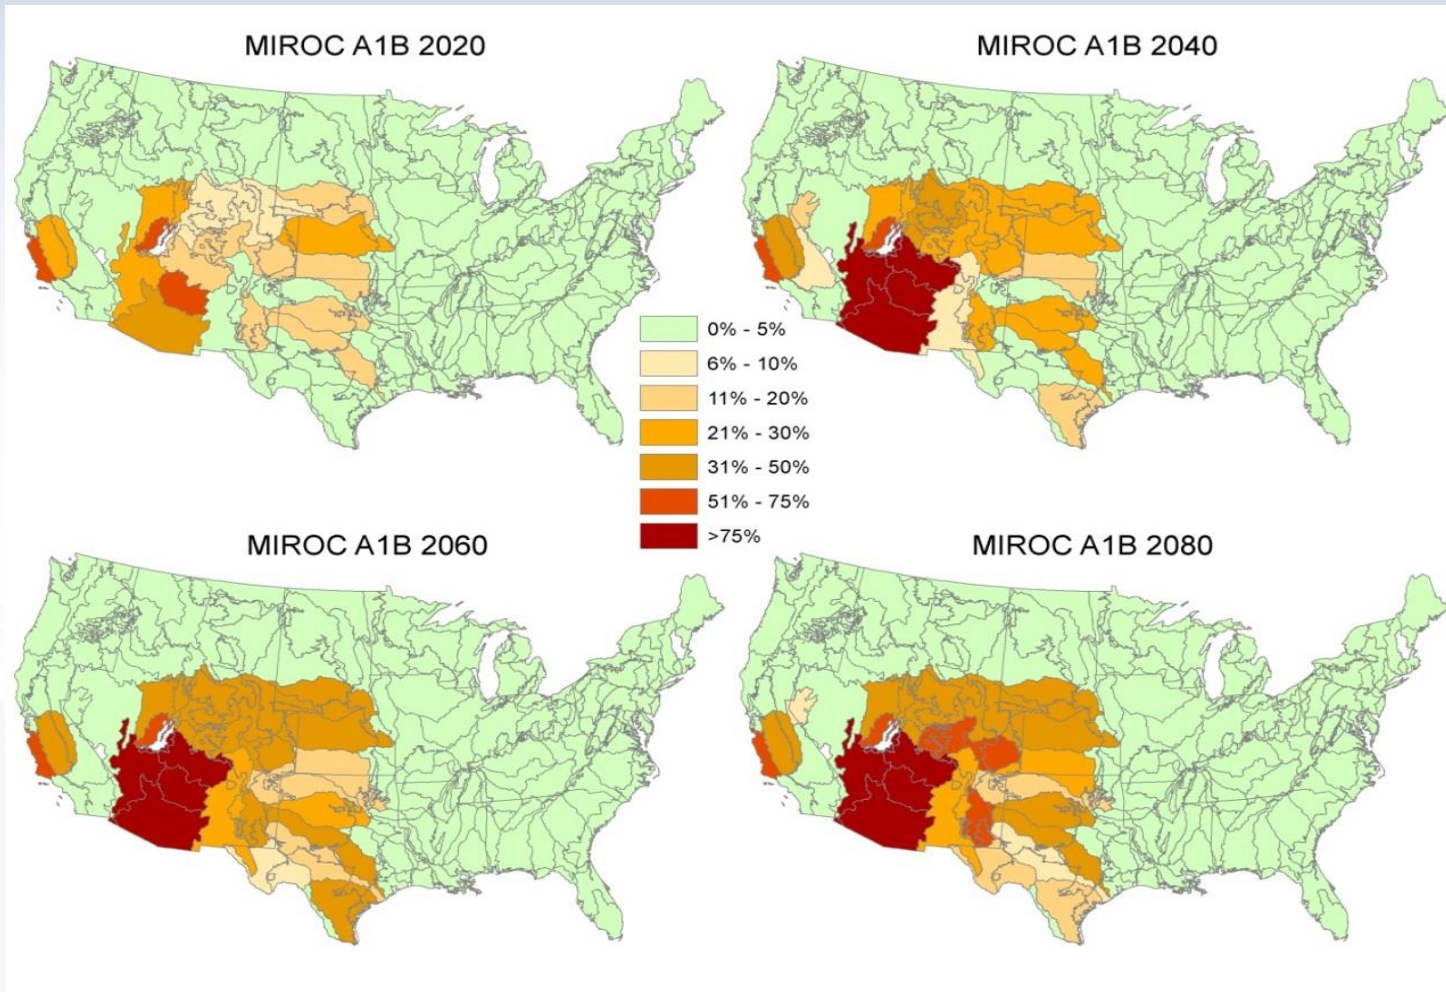 MIROC A1B 2020
MIROC A1B 2040
0% - 5%
6% - 10%
11% - 20%
21% - 30%
31% - 50%
51% - 75%
>75%
MIROC A1B 2060
MIROC A1B 2080